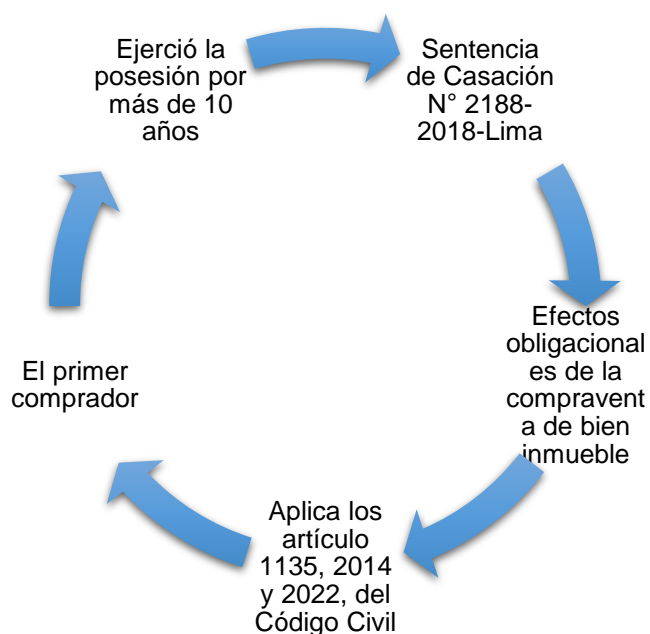 Ejerció la
posesión por
más de 10
años
Sentencia
de Casación
N° 2188-
2018-Lima
Efectos
obligacional
es de la
compravent
a de bien
inmueble
Aplica los
artículo
1135, 2014
y 2022, del
Código Civil
El primer
comprador